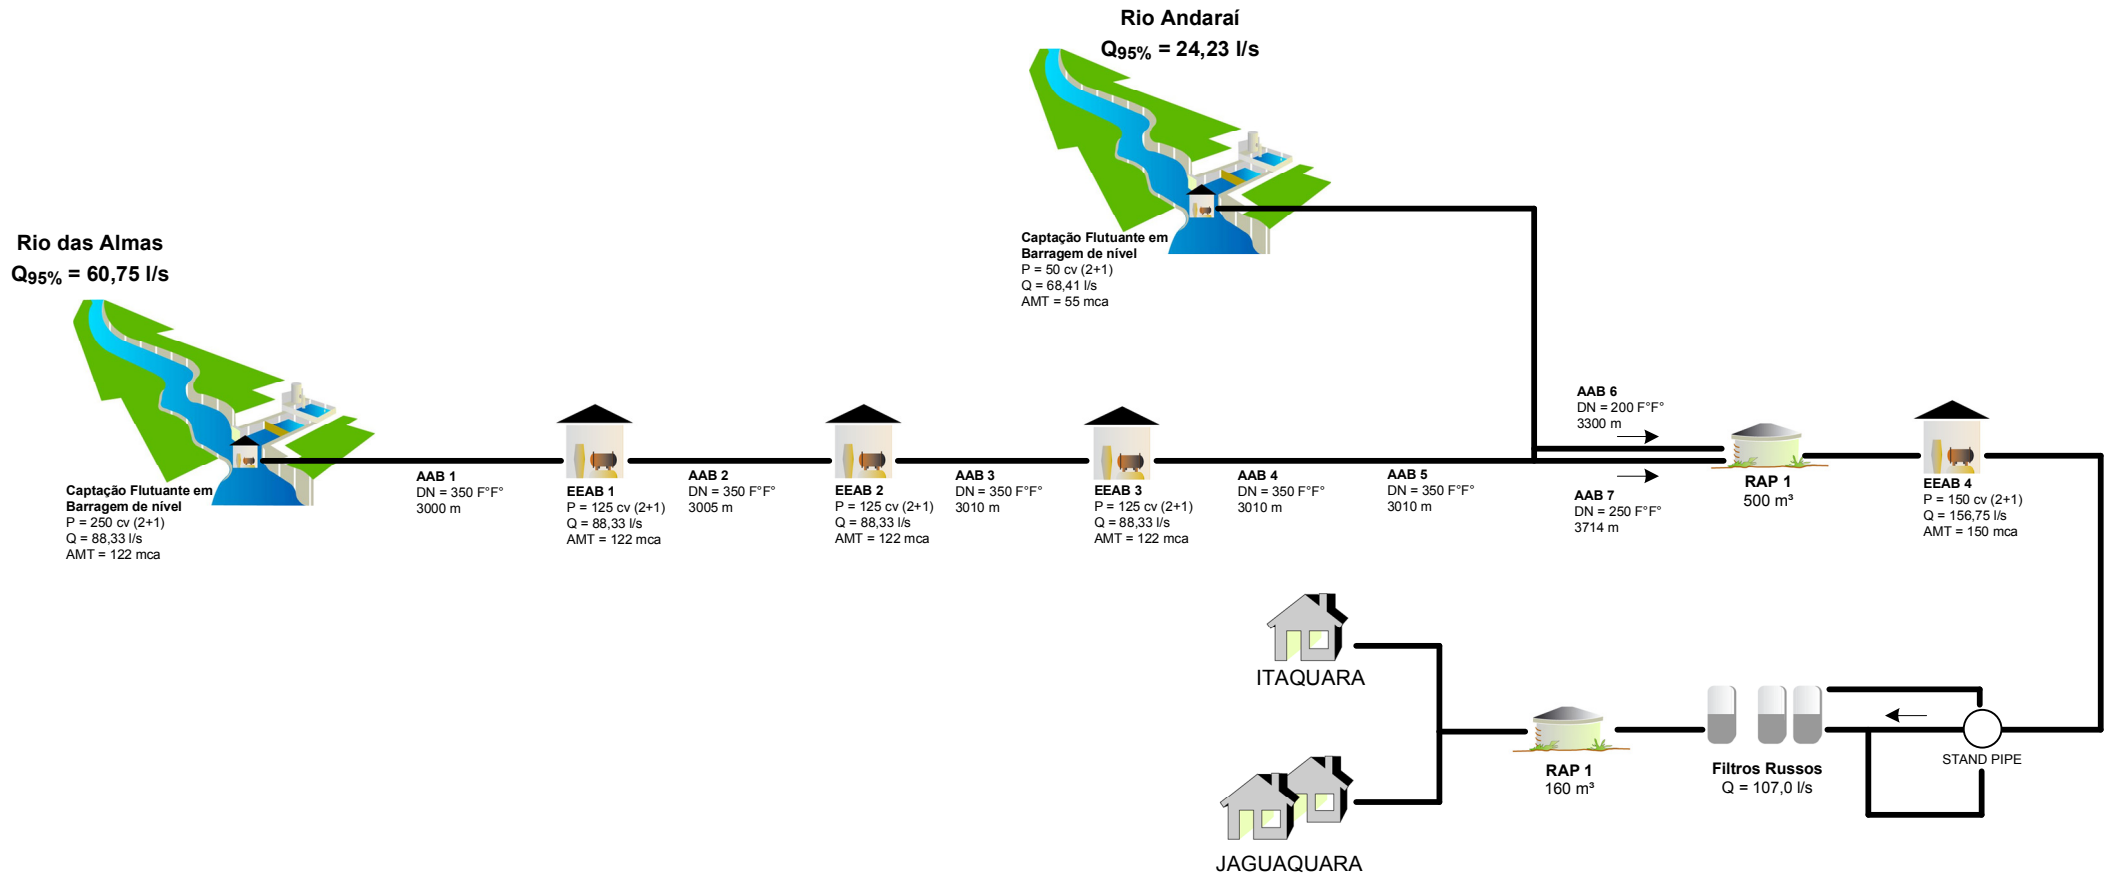 Rio Andaraí
Q95% = 24,23 l/s
Captação Flutuante em
Barragem de nível
P = 50 cv (2+1)
Q = 68,41 l/s
AMT = 55 mca
Rio das Almas
Q95% = 60,75 l/s
Captação Flutuante em
Barragem de nível
P = 250 cv (2+1)
Q = 88,33 l/s
AMT = 122 mca
AAB 1
DN = 350 F°F°
3000 m
EEAB 1
P = 125 cv (2+1)
Q = 88,33 l/s
AMT = 122 mca
AAB 2
DN = 350 F°F°
3005 m
EEAB 2
P = 125 cv (2+1)
Q = 88,33 l/s
AMT = 122 mca
AAB 3
DN = 350 F°F°
3010 m
EEAB 3
P = 125 cv (2+1)
Q = 88,33 l/s
AMT = 122 mca
AAB 4
DN = 350 F°F°
3010 m
AAB 5
DN = 350 F°F°
3010 m
AAB 6
DN = 200 F°F°
3300 m
AAB 7
DN = 250 F°F°
3714 m
RAP 1
500 m³
EEAB 4
P = 150 cv (2+1)
Q = 156,75 l/s
AMT = 150 mca
STAND PIPE
Filtros Russos
Q = 107,0 l/s
RAP 1
160 m³
ITAQUARA
JAGUAQUARA